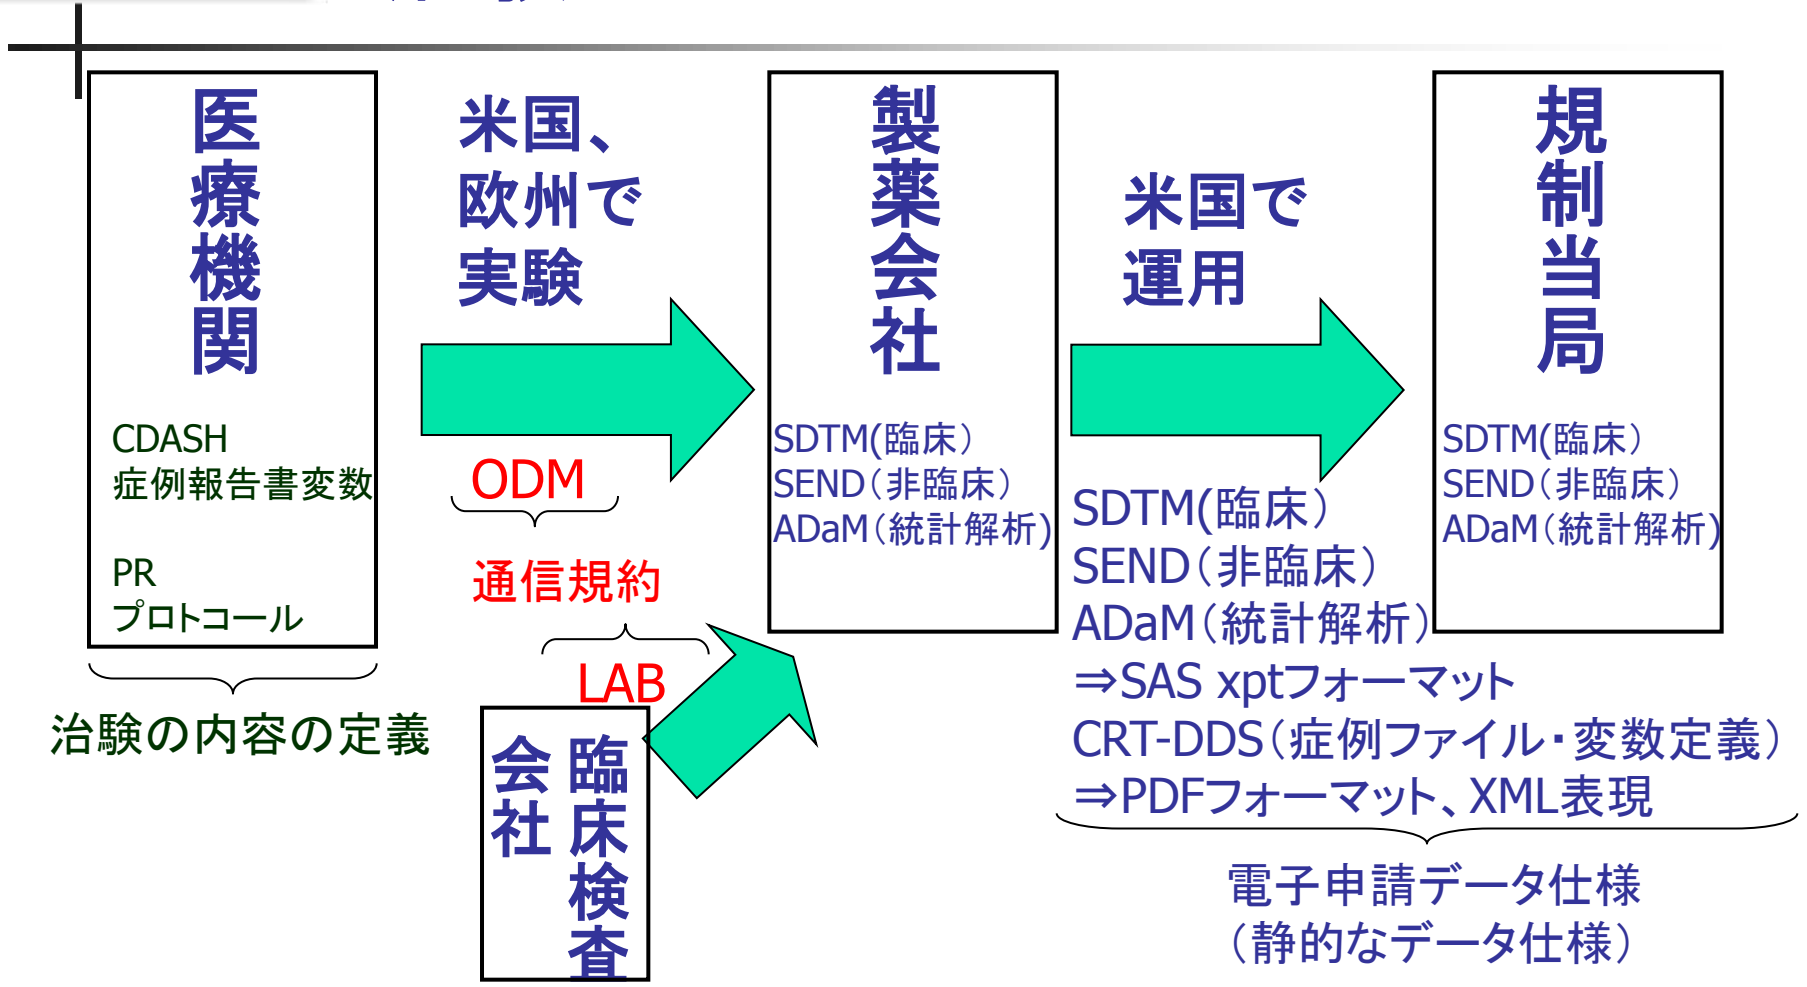 医療機関
CDASH
症例報告書変数
PR
プロトコール
治験の内容の定義
米国、
欧州で
実験
ODM
通信規約
LAB
臨床検査
会社
製薬会社
SDTM(臨床）
SEND（非臨床）
ADaM（統計解析)
米国で
運用
SDTM(臨床）
SEND（非臨床）
ADaM（統計解析）
⇒SAS xptフォーマット
CRT-DDS（症例ファイル・変数定義）
⇒PDFフォーマット、XML表現
電子申請データ仕様
（静的なデータ仕様）
規制当局
SDTM(臨床）
SEND（非臨床）
ADaM（統計解析)